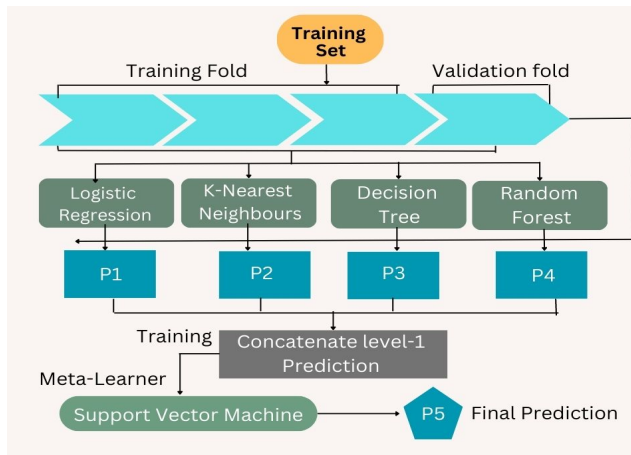 Training
Set
Training Fold
Validation fold
Logistic
Regression
K-Nearest
Neighbours
Decision
Tree
Random
Forest
P1
P2
P3
P4
Training
Concatenate level-1
Prediction
Meta-Learner
Support Vector Machine
P5
Final Prediction